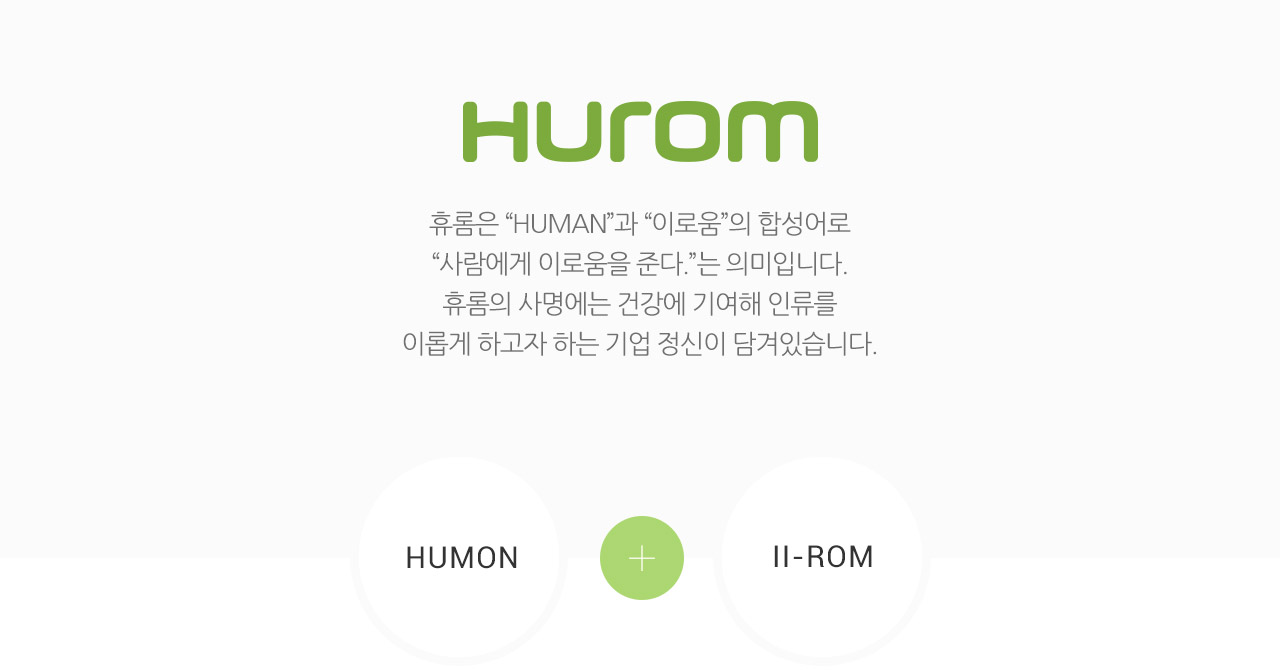 Hurom
휴롬은 “HUMAN”과 “이로움”의 합성어로
“사람에게 이로움을 준다.”는 의미입니다.
휴롬의 사명에는 건강에 기여해 인류를
이롭게 하고자 하는 기업 정신이 담겨있습니다.
HUMON + II-ROM